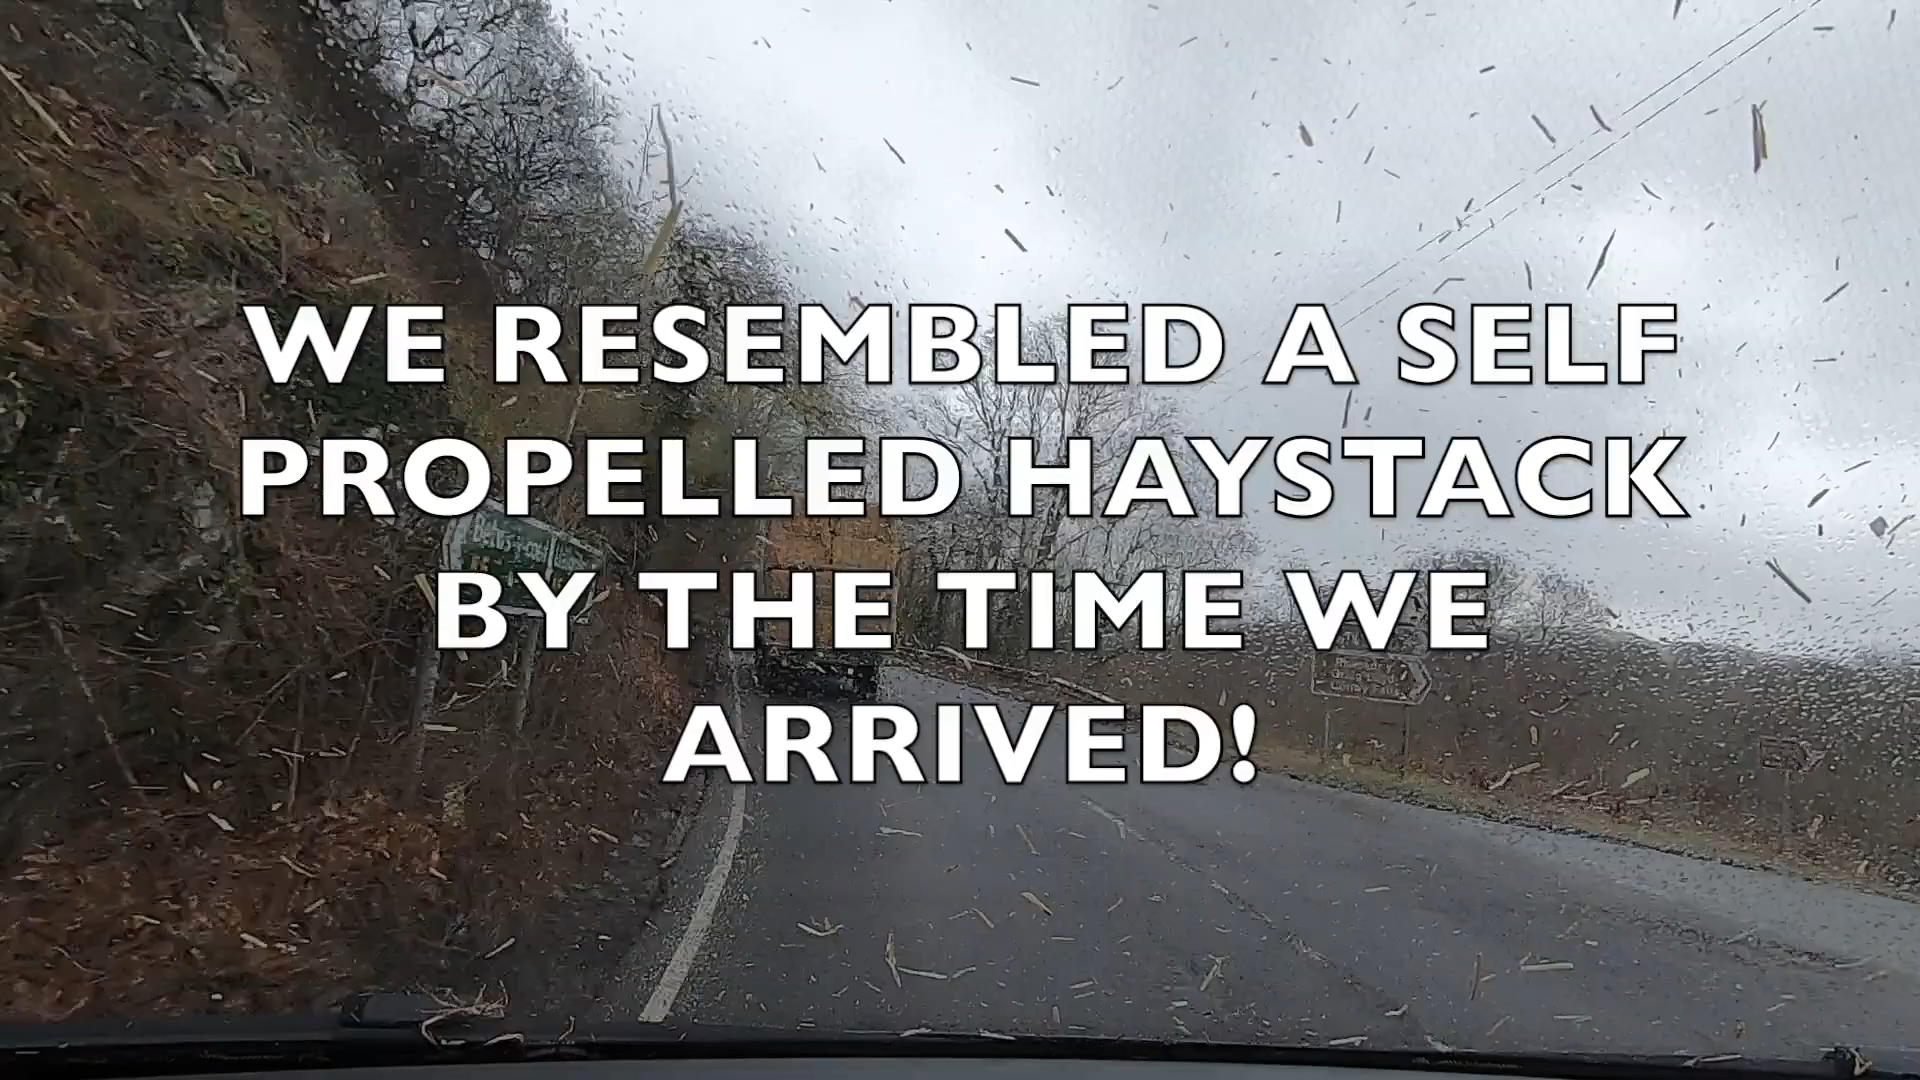 WE RESEMBLED A SELF
PROPELLED HAYSTACK
BY THE TIME WE
ARRIVED!